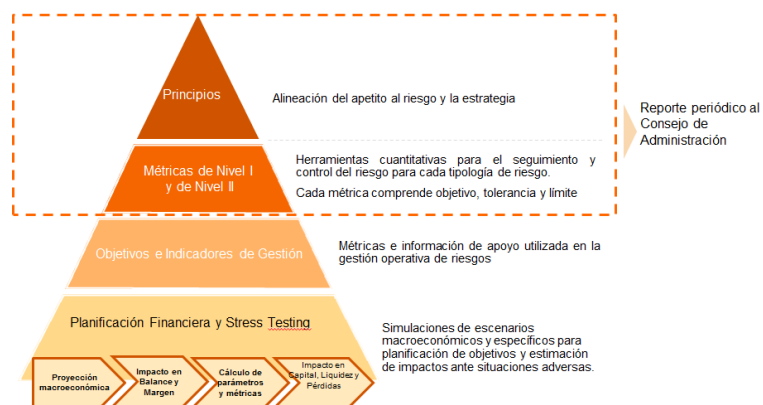 Principios
Alineación del apetito al riesgo y la estrategia
Reporte periódico al
Consejo de
Administración
Métricas de Nivel I
y de Nivel II
Herramientas cuantitativas para el seguimiento y
control del riesgo para cada tipología de riesgo.
Cada métrica comprende objetivo, tolerancia y límite
Objetivos e Indicadores de Gestión
Métricas e información de apoyo utilizada en la
gestión operativa de riesgos
Planificación Financiera y Stress Testing
Simulaciones de escenarios
macroeconómicos y específicos para
planificación de objetivos y estimación
de impactos ante situaciones adversas.
Proyección
macroeconómica
Impacto en
Balance y
Margen
Cálculo de
parámetros
y métricas
Impacto en
Capital, Liquidez y
Pérdidas